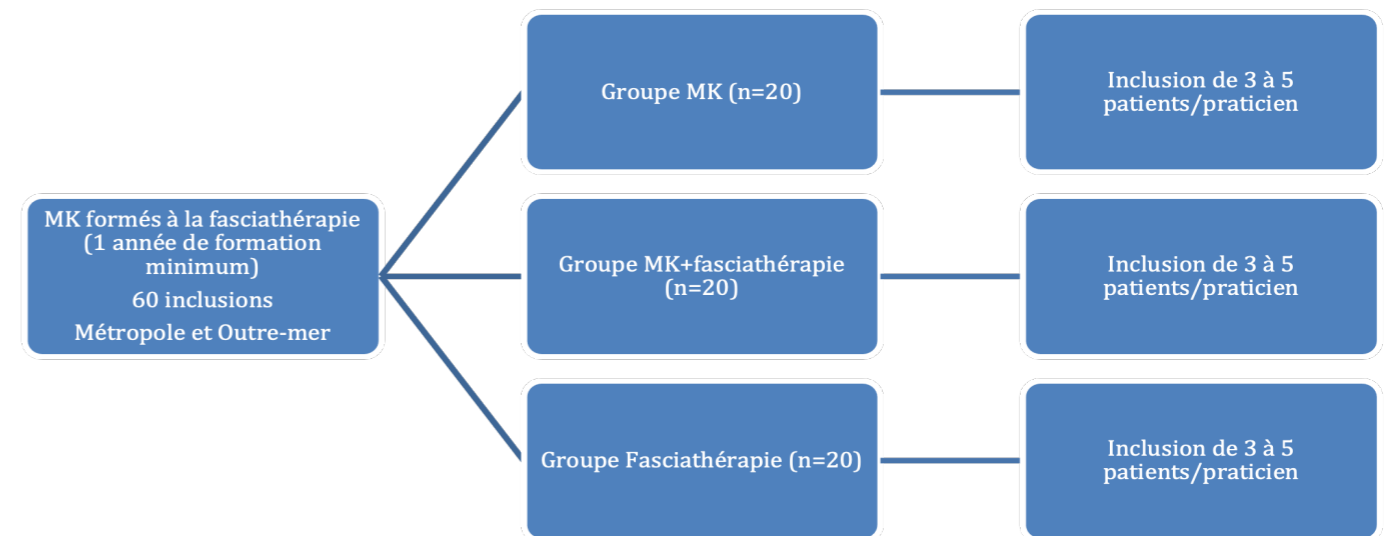 MK formés à la fasciathérapie
(1 année de formation
minimum)
60 inclusions
Métropole et Outre-mer
Groupe MK (n=20)
Inclusion de 3 à 5
patients/praticien
Groupe MK+fasciathérapie
(n=20)
Inclusion de 3 à 5
patients/praticien
Groupe Fasciathérapie (n=20)
Inclusion de 3 à 5
patients/praticien